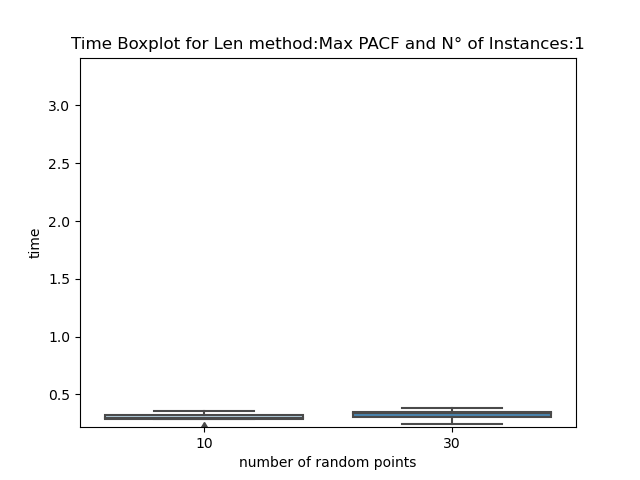 Time Boxplot for Len method:Max PACF and N° of Instances:1
3.0
2.5
2.0
1.5
1.0
0.5
time
10
30
number of random points